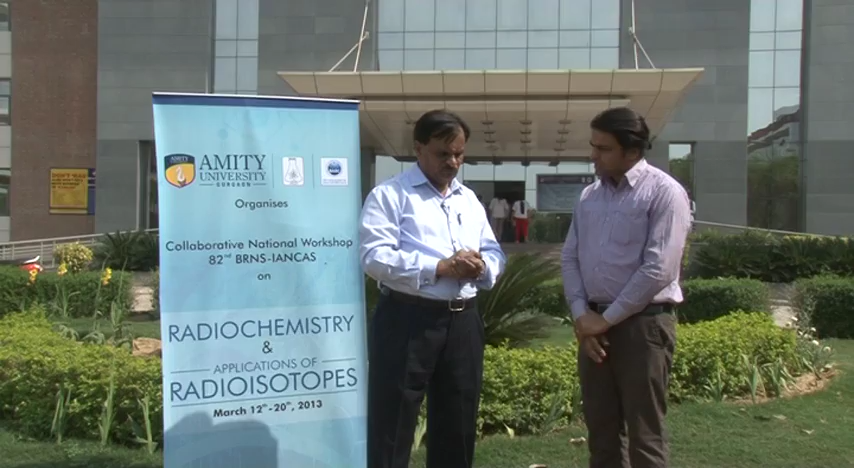 AMITY
UNIVERSITY
GURGAON
Organises
Collaborative National Workshop
82nd BRNS-IANCAS
on
RADIOCHEMISTRY
&
APPLICATIONS OF
RADIOISOTOPES
March 12th-20th, 2013